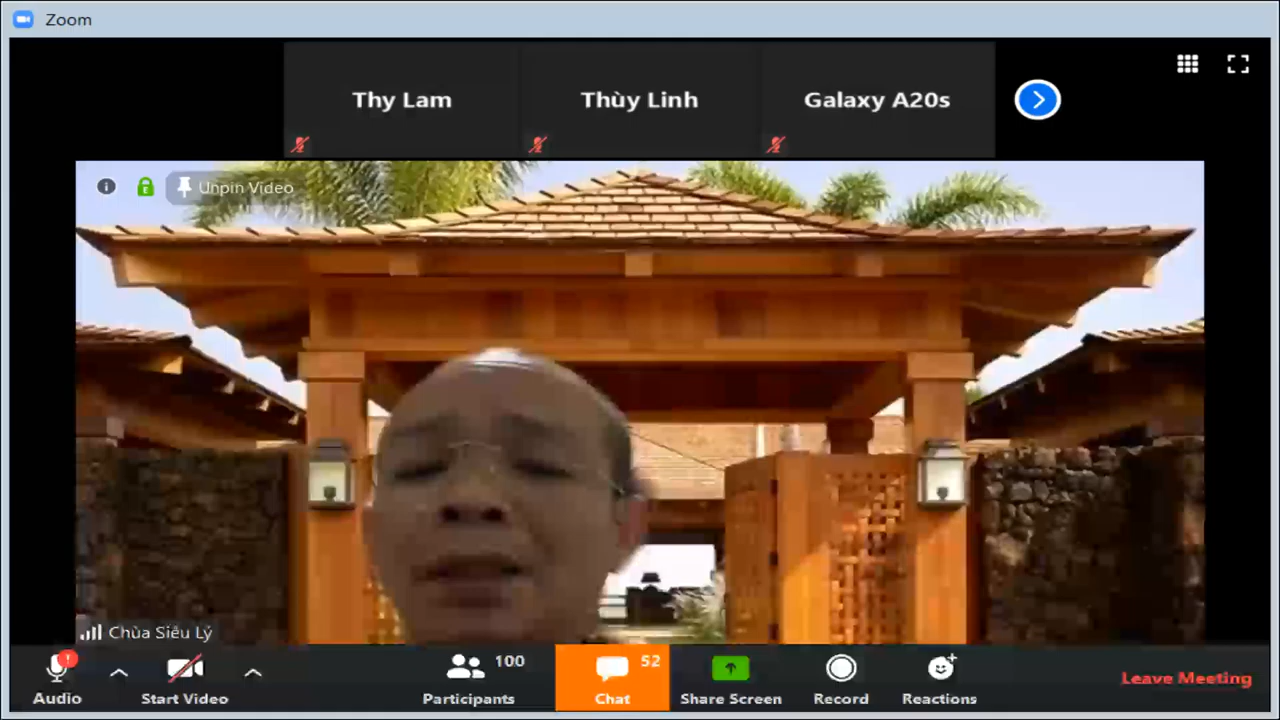 Zoom
Thy Lam
Thùy Linh
Galaxy A20s
Unpin Video
Chùa Siêu Lý
100
52
Audio
Start Video
Participants
Chat
Share Screen
Record
Reactions
Leave Meeting